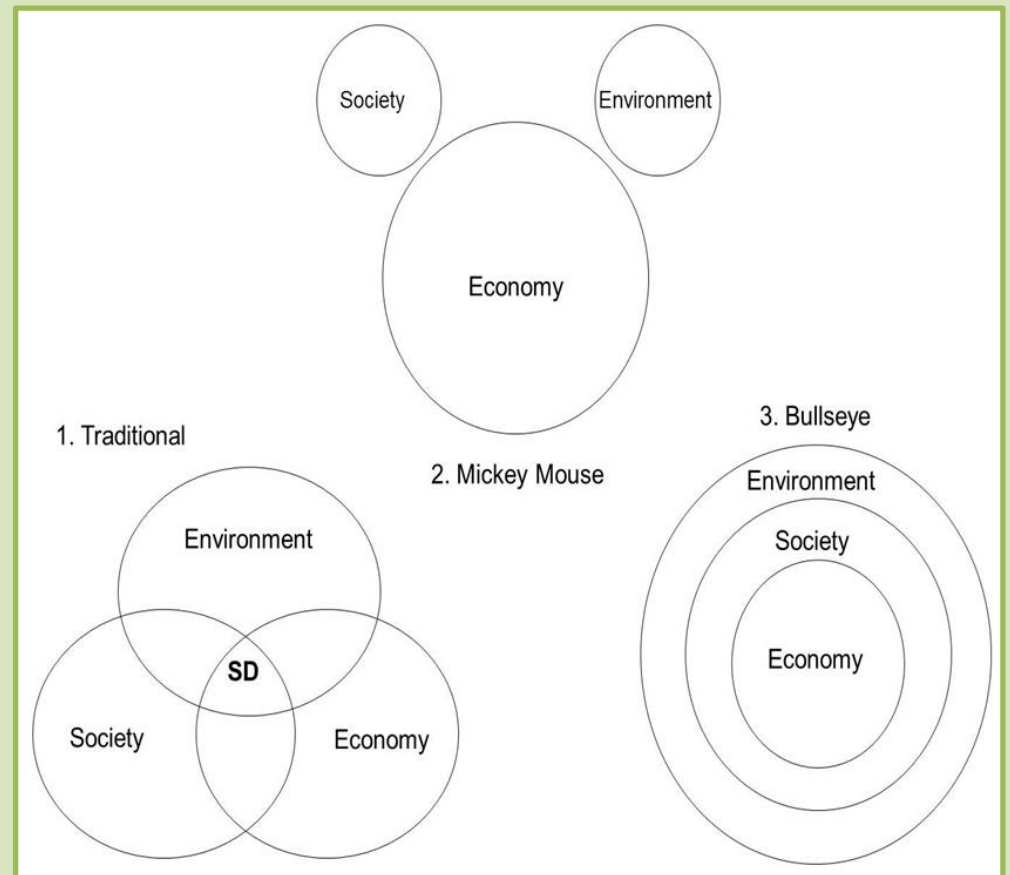 Society
Environment
Economy
1. Traditional
2. Mickey Mouse
3. Bullseye
Environment
Society
Economy
SD
Environment
Society
Economy